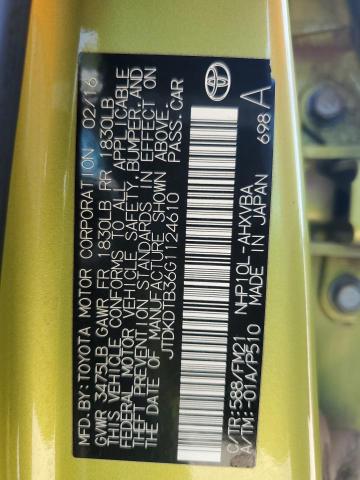 MFD.BY:TOYOTA MOTOR CORPORATION 02/16
GVWR 3475LB GAWR FR 1830LB RR 1830LB
THIS VEHICLE CONFORMS TO ALL APPLICABLE
FEDERAL MOTOR VEHICLE SAFETY, BUMPER, AND
THEFT PREVENTION STANDARDS IN EFFECT ON
THE DATE OF MANUFACTURE SHOWN ABOVE.
JTDKDTB36G1124610 PASS.CAR
C/TR:588/FM21
A/TM:-01A/P510
NHP10L-AHXVBA
MADE IN JAPAN
698 A